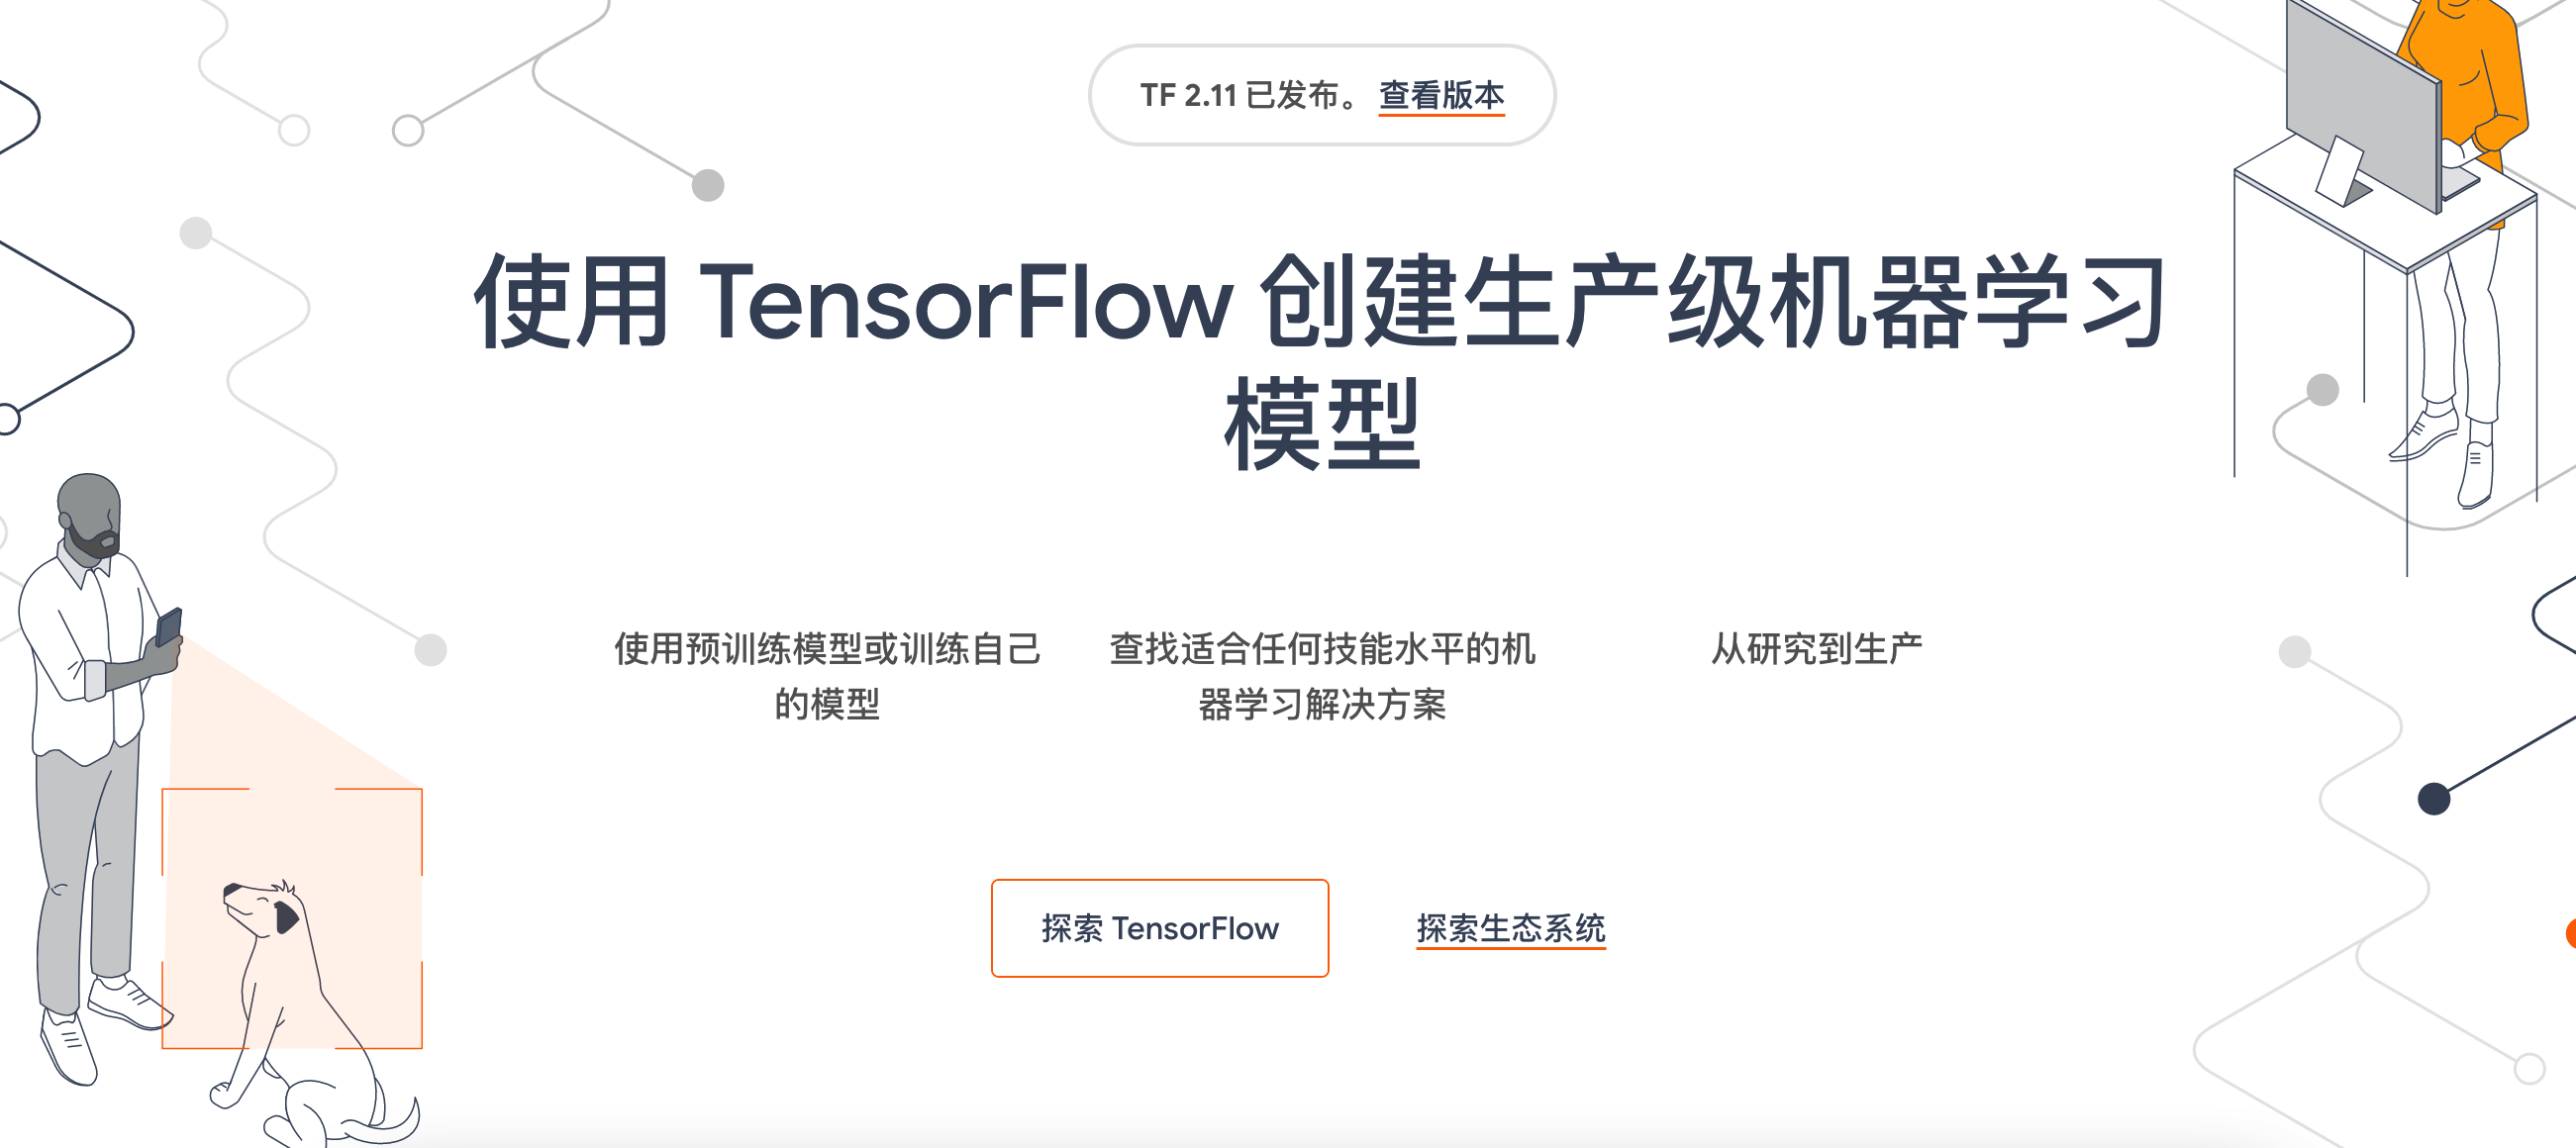 TF 2.11 已发布。 查看版本
使用 TensorFlow 创建生产级机器学习
模型
使用预训练模型或训练自己
的模型
查找适合任何技能水平的机
器学习解决方案
从研究到生产
探索 TensorFlow
探索生态系统